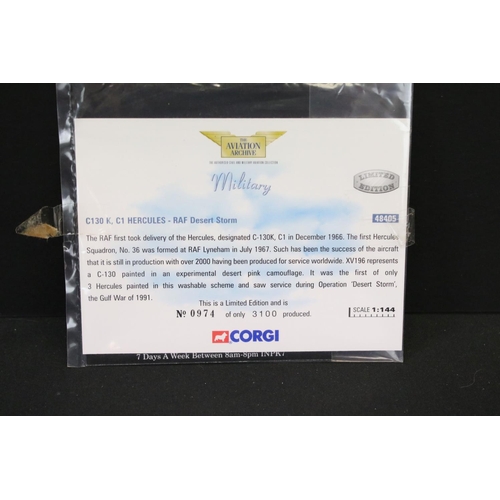 THE
AVIATION
ARCHIVE
Military
LIMITED
EDITION
C130 K, C1 HERCULES - RAF Desert Storm
48405
The RAF first took delivery of the Hercules, designated C-130K, C1 in December 1966. The first Hercules
Squadron, No. 36 was formed at RAF Lyneham in July 1967. Such has been the success of the aircraft
that it is still in production with over 2000 having been produced for service worldwide. XV196 represents
a C-130 painted in an experimental desert pink camouflage. It was the first of only
3 Hercules painted in this washable scheme and saw service during Operation 'Desert Storm',
the Gulf War of 1991.
This is a Limited Edition and is
Nº 0974 of only 3100 produced.
SCALE 1:144
CORGI
7 Days A Week Between 8am-8pm